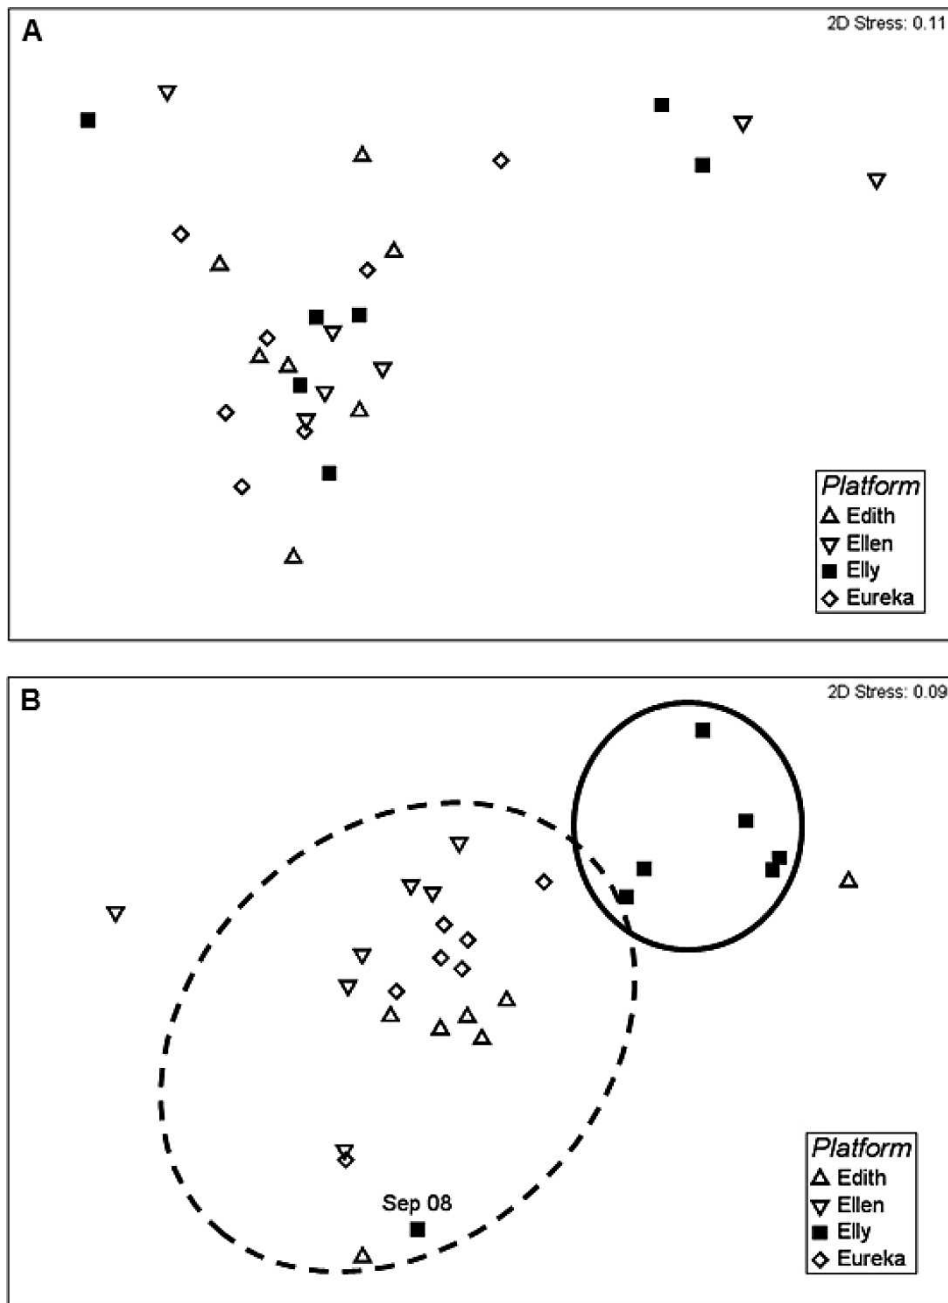 A
2D Stress: 0.11
Platform
Edith
Ellen
Elly
Eureka
B
2D Stress: 0.09
Sep 08
Platform
Edith
Ellen
Elly
Eureka